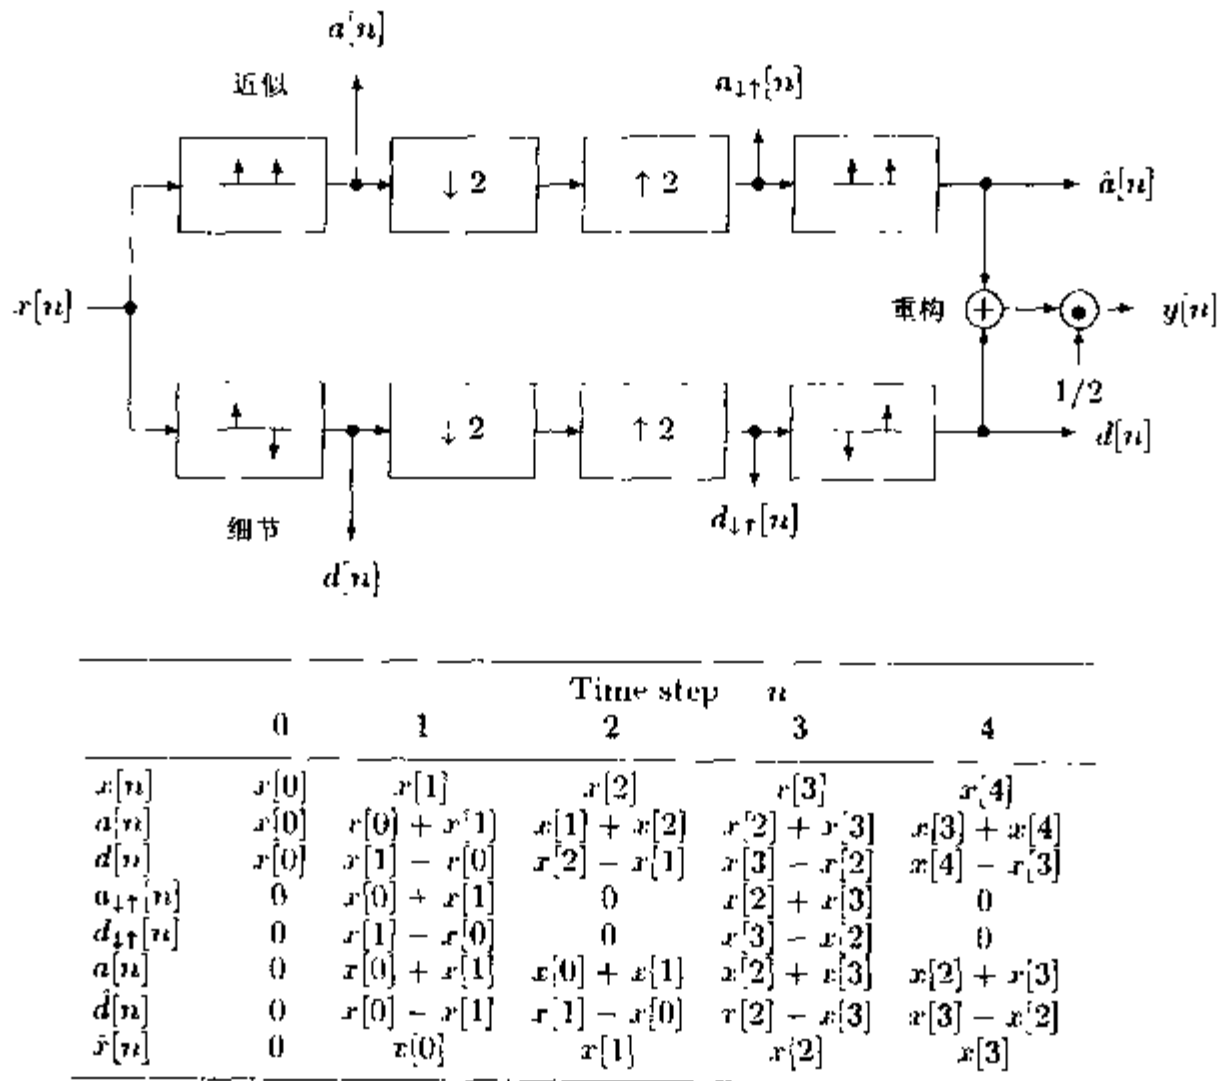 a[n]
近似
a↓↑[n]
↓ 2
↑ 2
â[n]
x[n]
重构
+
y[n]
1/2
↓ 2
↑ 2
d[n]
细节
d↓↑[n]
d[n]
Time step n
0 1 2 3 4
x[n] x[0] x[1] x[2] x[3] x[4]
a[n] x[0] x[0] + x[1] x[1] + x[2] x[2] + x[3] x[3] + x[4]
d[n] x[0] x[1] − x[0] x[2] − x[1] x[3] − x[2] x[4] − x[3]
a↓↑[n] 0 x[0] + x[1] 0 x[2] + x[3] 0
d↓↑[n] 0 x[1] − x[0] 0 x[3] − x[2] 0
a[n] 0 x[0] + x[1] x[0] + x[1] x[2] + x[3] x[2] + x[3]
d̂[n] 0 x[0] − x[1] x[1] − x[0] x[2] − x[3] x[3] − x[2]
x̂[n] 0 x[0] x[1] x[2] x[3]